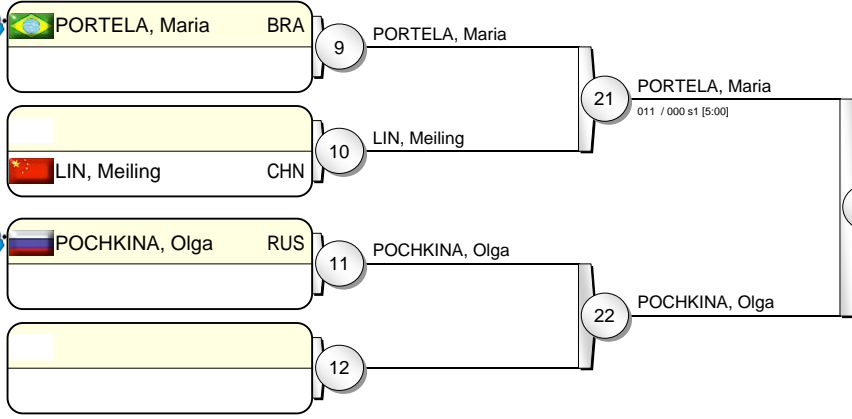 PORTELA, Maria BRA
9
PORTELA, Maria
21
PORTELA, Maria
011 / 000 s1 [5:00]
10
LIN, Meiling
LIN, Meiling CHN
POCHKINA, Olga RUS
11
POCHKINA, Olga
22
POCHKINA, Olga
12